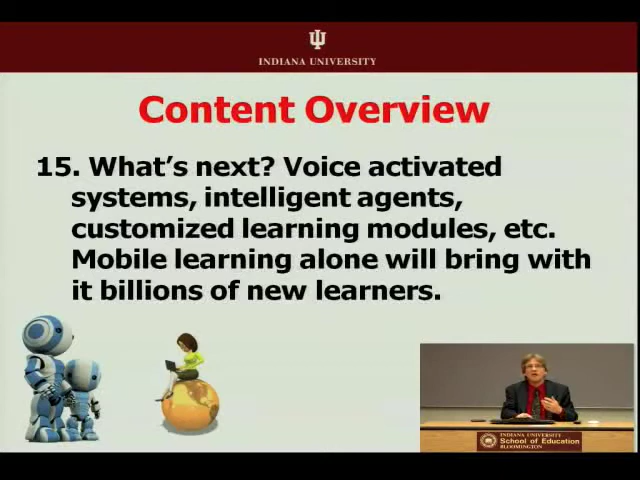 INDIANA UNIVERSITY
Content Overview
15. What's next? Voice activated
systems, intelligent agents,
customized learning modules, etc.
Mobile learning alone will bring with
it billions of new learners.
INDIANA UNIVERSITY
School of Education
BLOOMINGTON